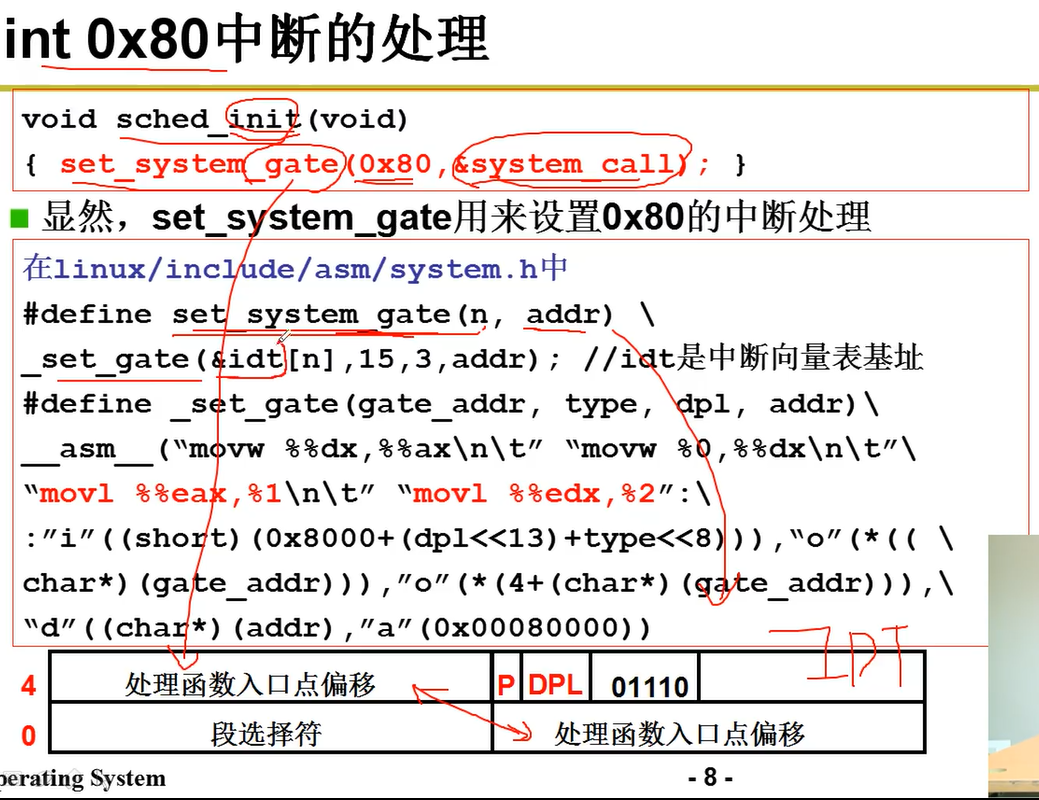 int 0x80中断的处理
void sched_init(void)
{ set_system_gate(0x80,&system_call); }
显然，set_system_gate用来设置0x80的中断处理
在linux/include/asm/system.h中
#define set_system_gate(n, addr) \
_set_gate(&idt[n],15,3,addr); //idt是中断向量表基址
#define _set_gate(gate_addr, type, dpl, addr)\
__asm__(“movw %%dx,%%ax\n\t” “movw %0,%%dx\n\t”\
“movl %%eax,%1\n\t” “movl %%edx,%2”:\
:”i”((short)(0x8000+(dpl<<13)+type<<8))),“o”(*(( \
char*)(gate_addr))),”o”(*(4+(char*)(gate_addr))),\
“d”((char*)(addr),”a”(0x00080000))
IDT
4 处理函数入口点偏移 P DPL 01110
0 段选择符 处理函数入口点偏移
perating System - 8 -